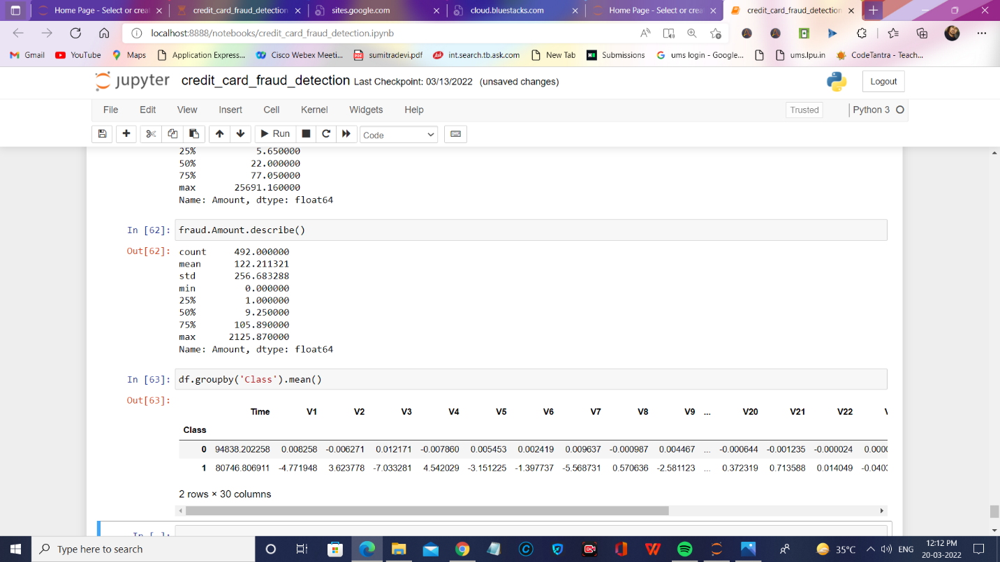 Home Page - Select or creat
credit_card_fraud_detection
sites.google.com
cloud.bluestacks.com
Home Page - Select or crea
credit_card_fraud_detection
localhost:8888/notebooks/credit_card_fraud_detection.ipynb
Gmail YouTube Maps Application Express... Cisco Webex Meeti... sumitradevi.pdf int.search.tb.ask.com New Tab Submissions ums login - Google... ums.lpu.in CodeTantra - Teach...
jupyter credit_card_fraud_detection Last Checkpoint: 03/13/2022 (unsaved changes) Logout
File Edit View Insert Cell Kernel Widgets Help Trusted Python 3
Run Code
25% 5.650000
50% 22.000000
75% 77.050000
max 25691.160000
Name: Amount, dtype: float64
In [62]: fraud.Amount.describe()
Out[62]: count 492.000000
mean 122.211321
std 256.683288
min 0.000000
25% 1.000000
50% 9.250000
75% 105.890000
max 2125.870000
Name: Amount, dtype: float64
In [63]: df.groupby('Class').mean()
Out[63]:
Time V1 V2 V3 V4 V5 V6 V7 V8 V9 ... V20 V21 V22
Class
0 94838.202258 0.008258 -0.006271 0.012171 -0.007860 0.005453 0.002419 0.009637 -0.000987 0.004467 ... -0.000644 -0.001235 -0.000024 0.000
1 80746.806911 -4.771948 3.623778 -7.033281 4.542029 -3.151225 -1.397737 -5.568731 0.570636 -2.581123 ... 0.372319 0.713588 0.014049 -0.040
2 rows × 30 columns
In [ ]:
Type here to search
35°C ENG 12:12 PM
20-03-2022